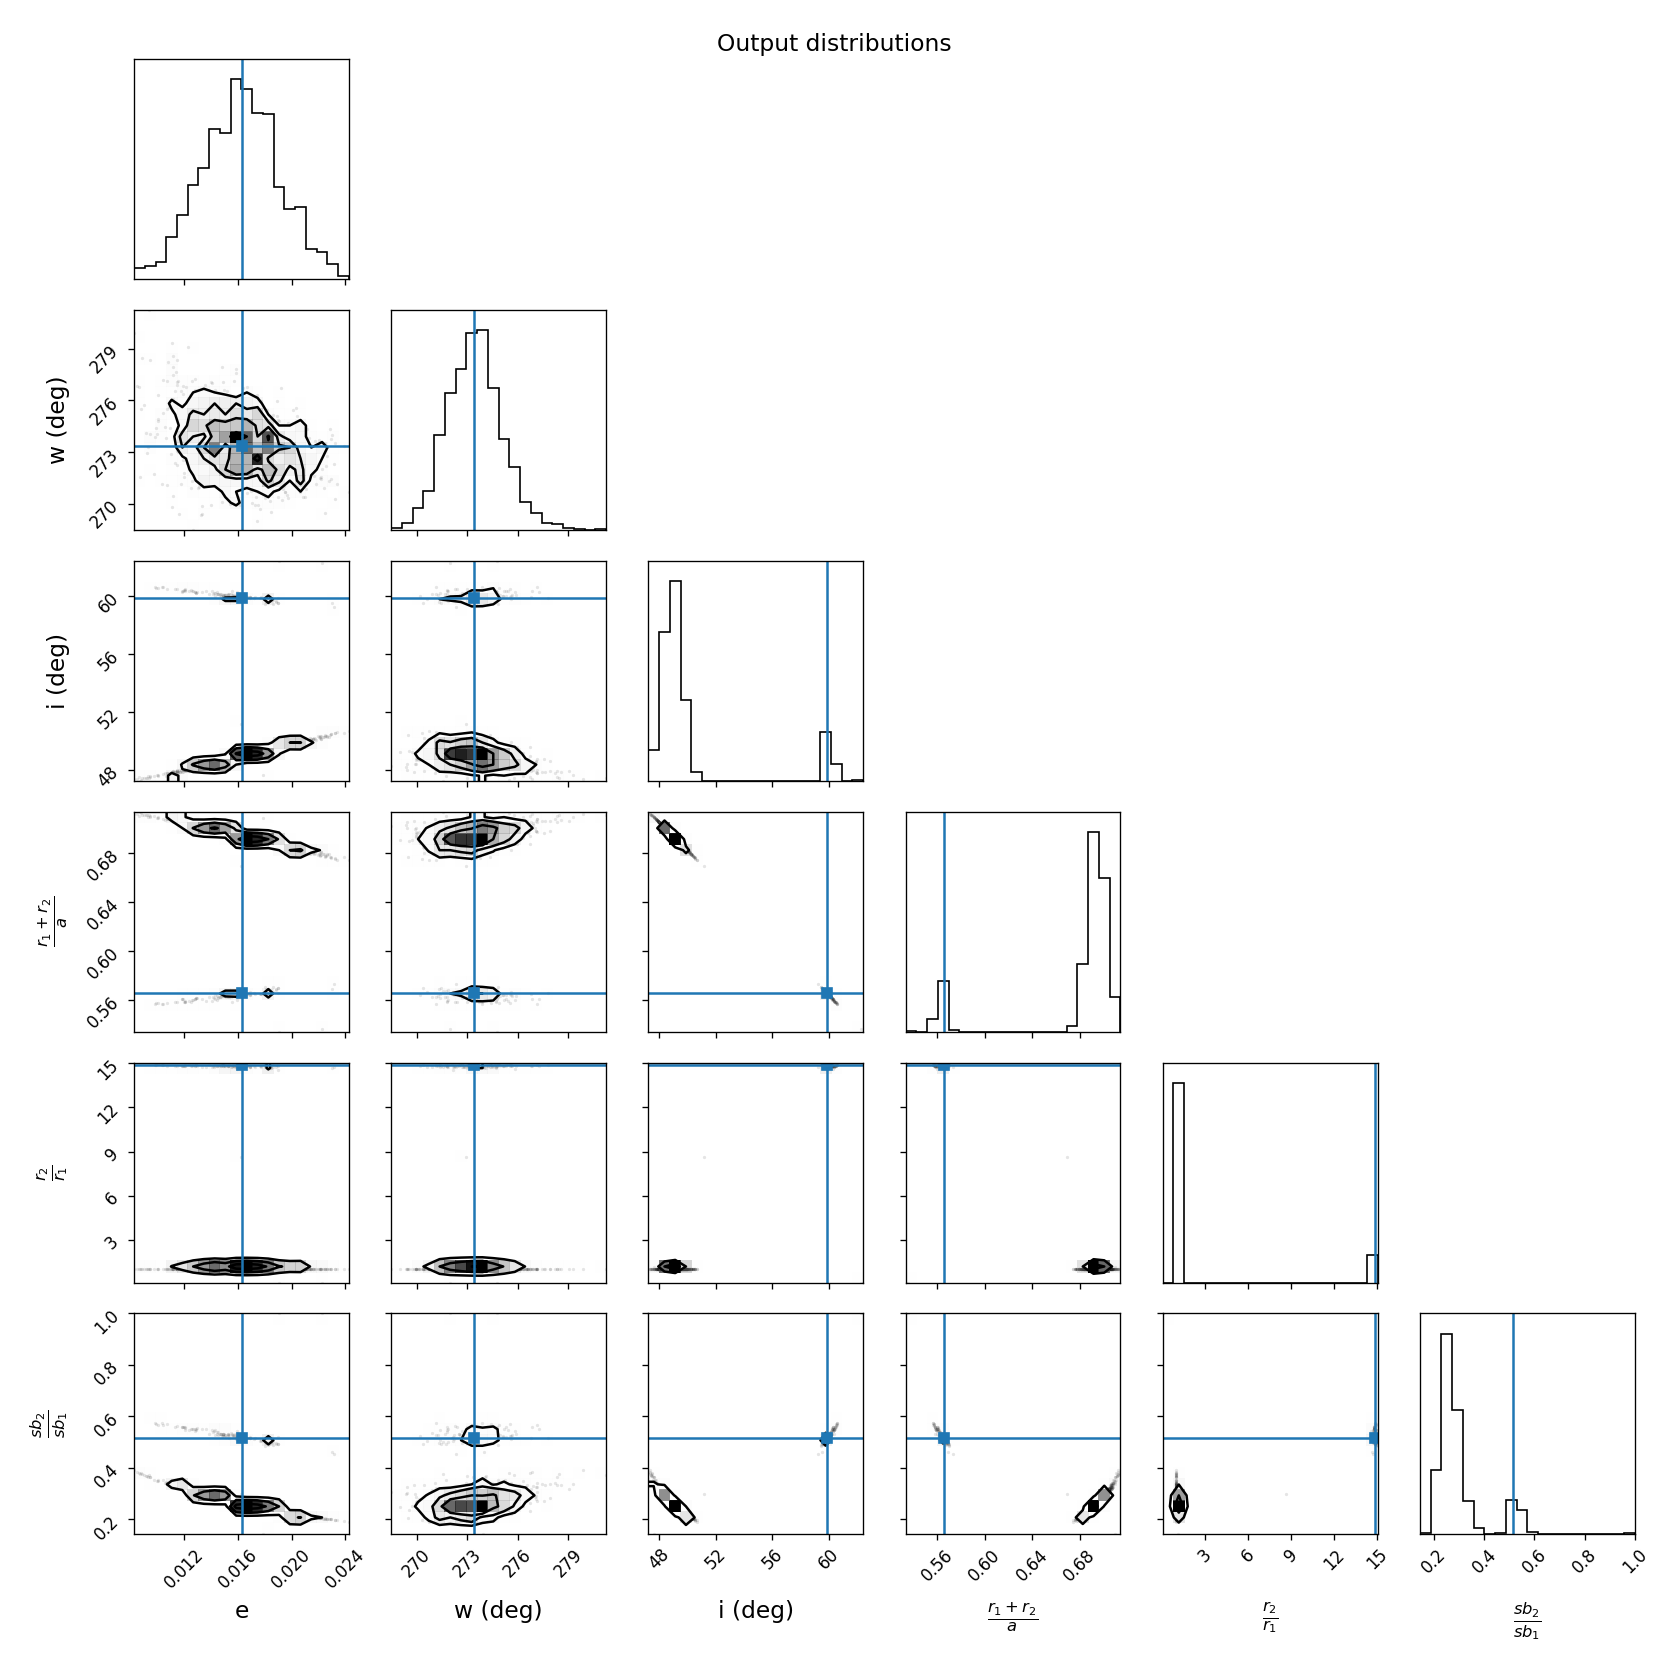 Output distributions
w (deg)
279
276
273
270
i (deg)
60
56
52
48
r₁ + r₂
a
0.68
0.64
0.60
0.56
r₂
r₁
15
12
9
6
3
sb₂
sb₁
1.0
0.8
0.6
0.4
0.2
0.012 0.016 0.020 0.024 270 273 276 279 48 52 56 60 0.56 0.60 0.64 0.68 3 6 9 12 15 0.2 0.4 0.6 0.8 1.0
e w (deg) i (deg) r₁ + r₂ / a r₂ / r₁ sb₂ / sb₁